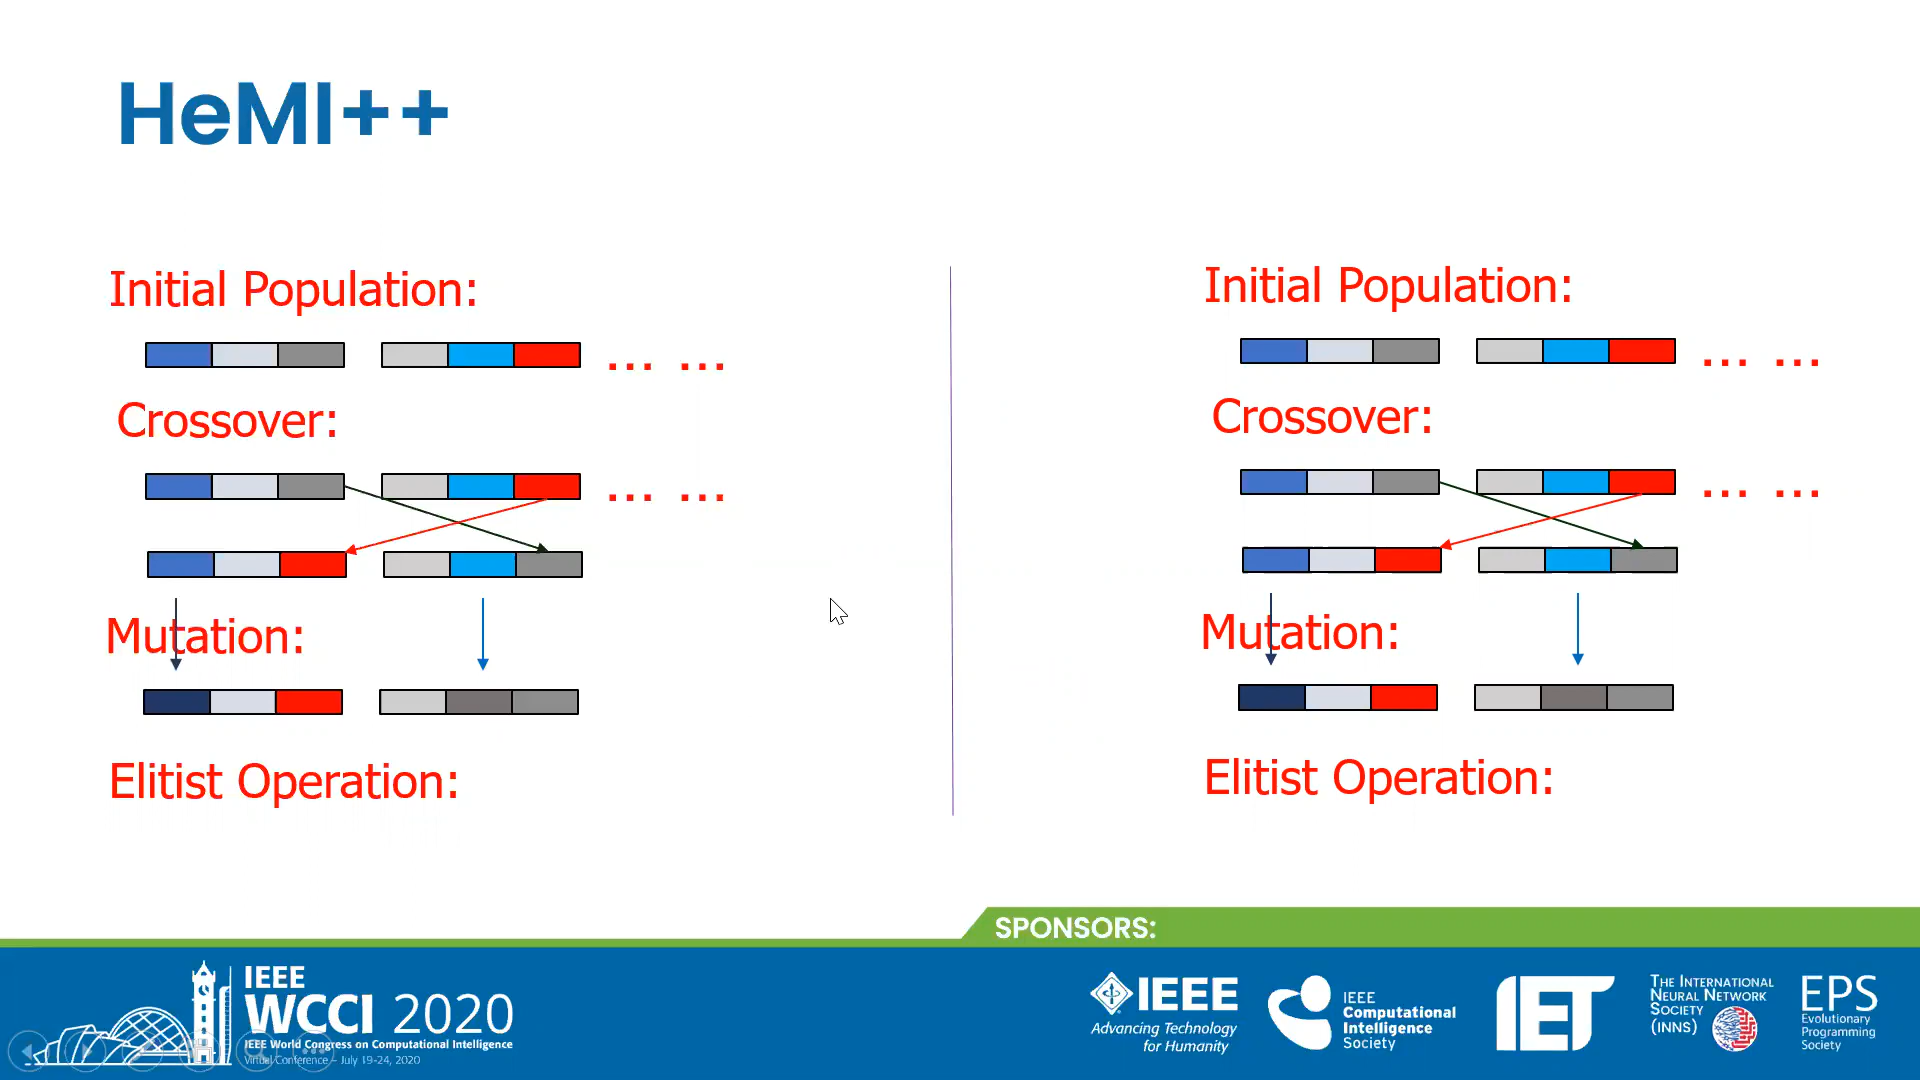 HeMI++
Initial Population:
... ...
Crossover:
... ...
Mutation:
Elitist Operation:
Initial Population:
... ...
Crossover:
... ...
Mutation:
Elitist Operation:
SPONSORS:
IEEE
WCCI 2020
IEEE World Congress on Computational Intelligence
Virtual Conference – July 19-24, 2020
IEEE
Advancing Technology
for Humanity
IEEE
Computational
Intelligence
Society
IET
THE INTERNATIONAL
NEURAL NETWORK
SOCIETY
(INNS)
EPS
Evolutionary
Programming
Society